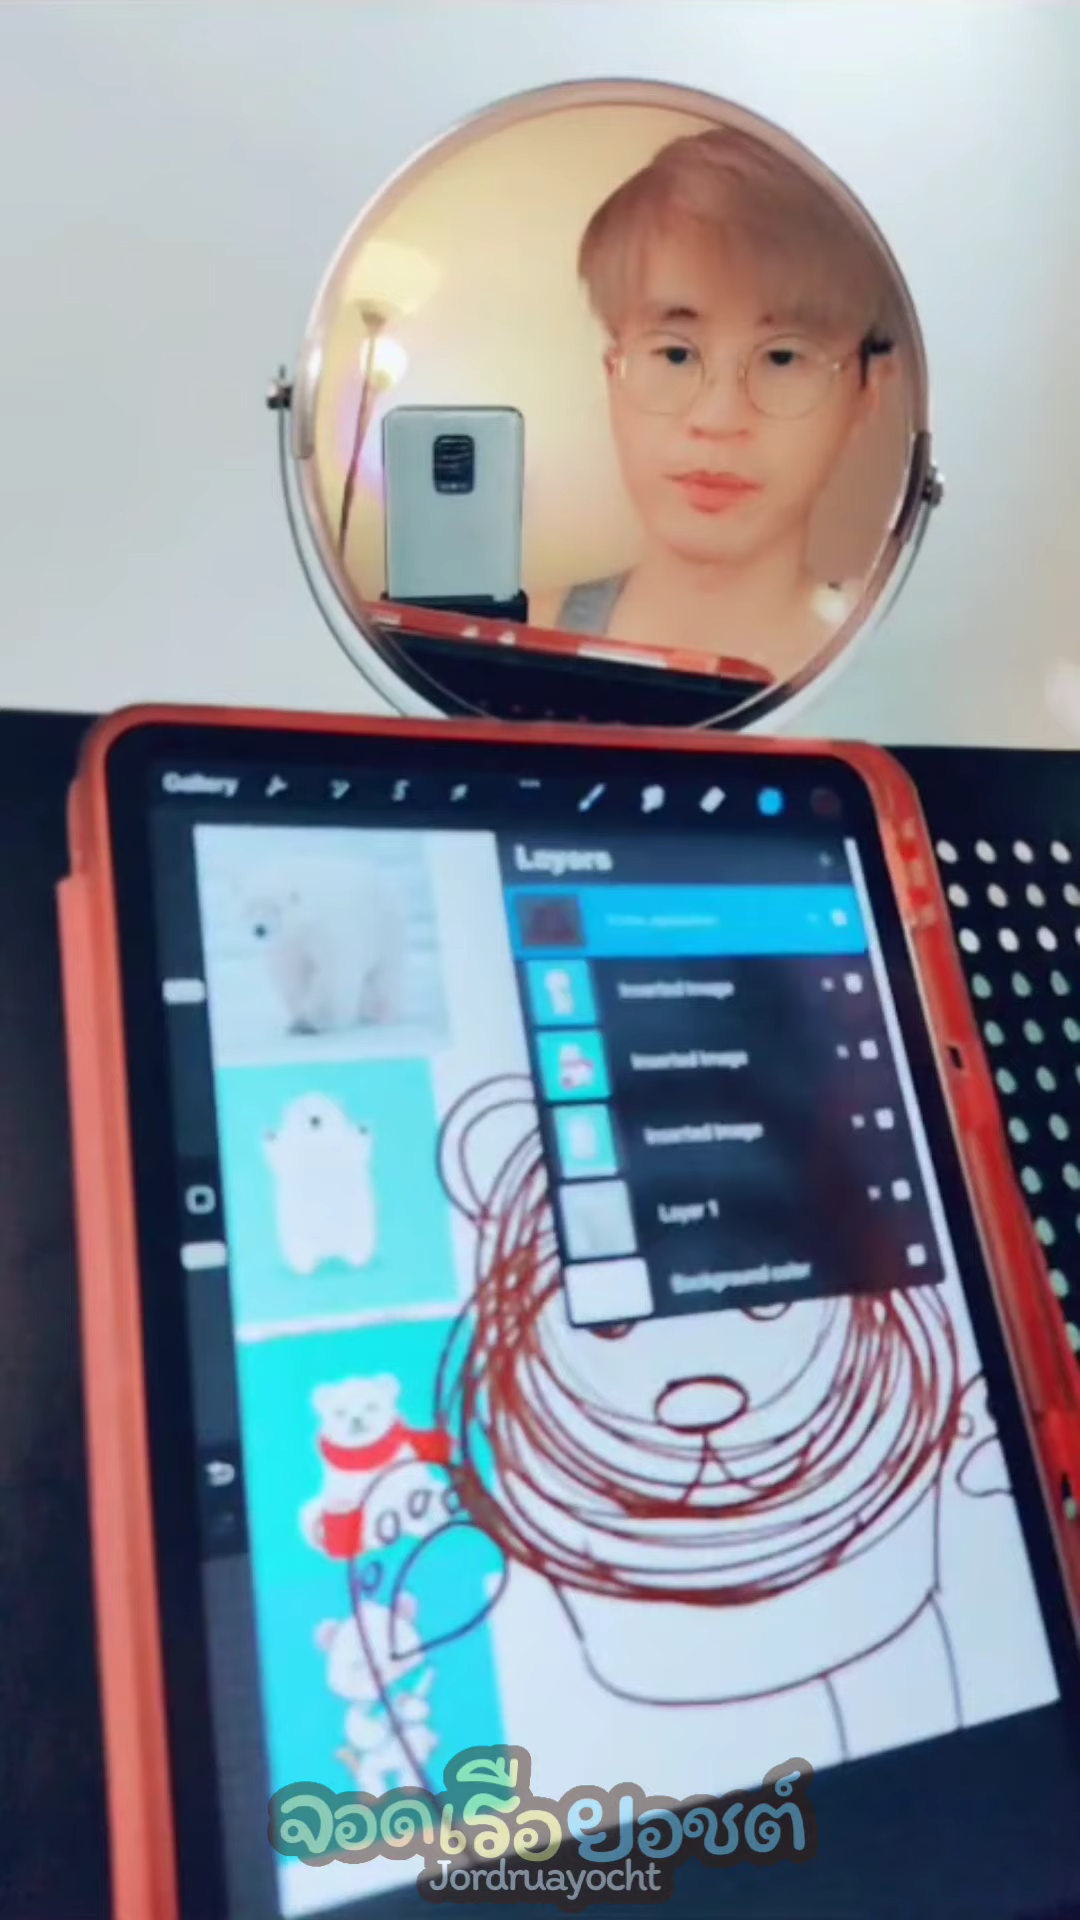 Gallery
Layers
Inserted Image
Inserted Image
Inserted Image
Layer 1
Background color
จอดเรือยอชต์
Jordruayocht